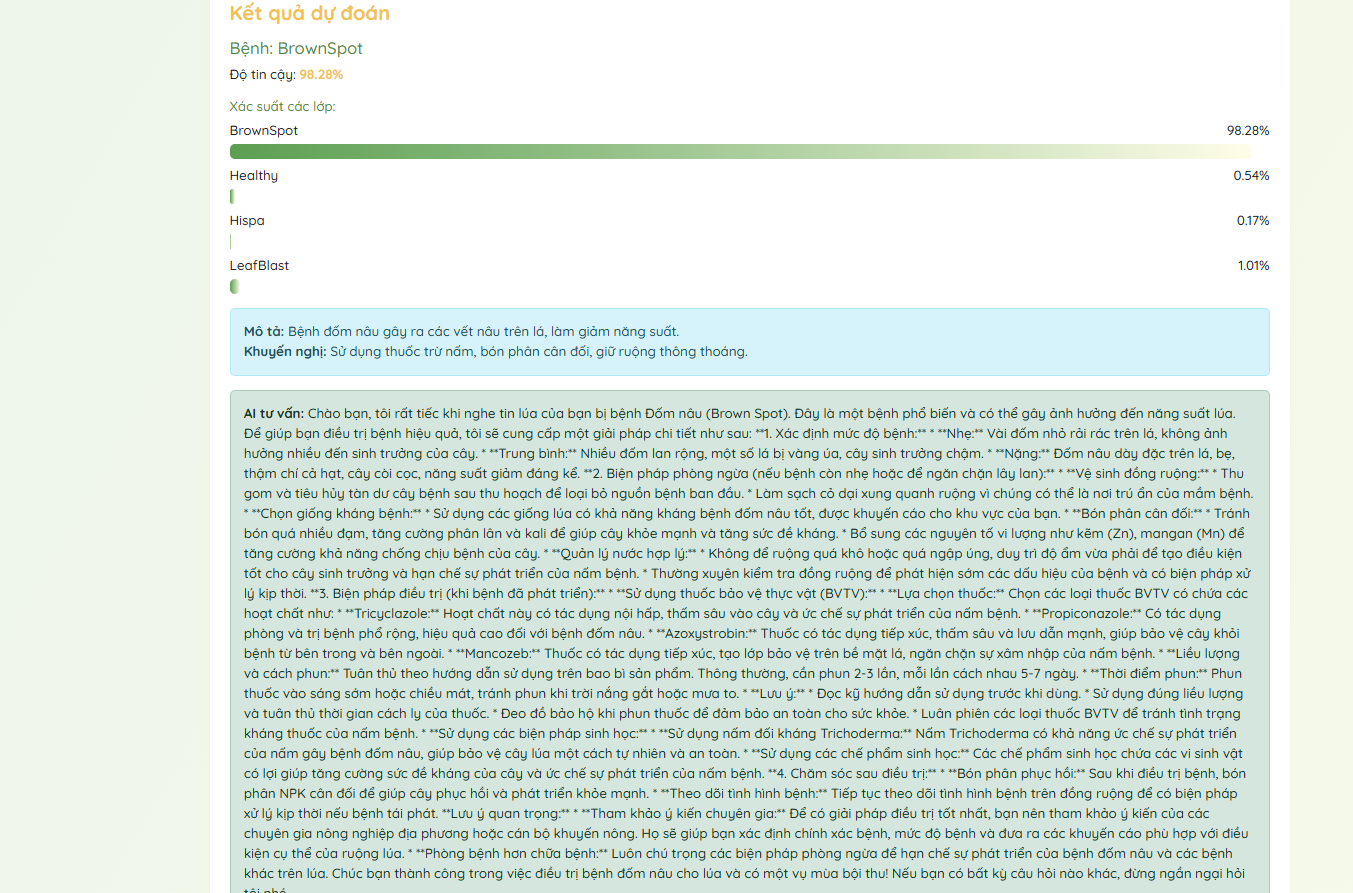 Kết quả dự đoán
Bệnh: BrownSpot
Độ tin cậy: 98.28%
Xác suất các lớp:
BrownSpot 98.28%
Healthy 0.54%
Hispa 0.17%
LeafBlast 1.01%
Mô tả: Bệnh đốm nâu gây ra các vết nâu trên lá, làm giảm năng suất.
Khuyến nghị: Sử dụng thuốc trừ nấm, bón phân cân đối, giữ ruộng thông thoáng.
AI tư vấn: Chào bạn, tôi rất tiếc khi nghe tin lúa của bạn bị bệnh Đốm nâu (Brown Spot). Đây là một bệnh phổ biến và có thể gây ảnh hưởng đến năng suất lúa.
Để giúp bạn điều trị bệnh hiệu quả, tôi sẽ cung cấp một giải pháp chi tiết như sau: **1. Xác định mức độ bệnh:** * **Nhẹ:** Vài đốm nhỏ rải rác trên lá, không ảnh
hưởng nhiều đến sinh trưởng của cây. * **Trung bình:** Nhiều đốm lan rộng, một số lá bị vàng úa, cây sinh trưởng chậm. * **Nặng:** Đốm nâu dày đặc trên lá, bẹ,
thậm chí cả hạt, cây còi cọc, năng suất giảm đáng kể. **2. Biện pháp phòng ngừa (nếu bệnh còn nhẹ hoặc để ngăn chặn lây lan):** * **Vệ sinh đồng ruộng:** * Thu
gom và tiêu hủy tàn dư cây bệnh sau thu hoạch để loại bỏ nguồn bệnh ban đầu. * Làm sạch cỏ dại xung quanh ruộng vì chúng có thể là nơi trú ẩn của mầm bệnh.
* **Chọn giống kháng bệnh:** * Sử dụng các giống lúa có khả năng kháng bệnh đốm nâu tốt, được khuyến cáo cho khu vực của bạn. * **Bón phân cân đối:** * Tránh
bón quá nhiều đạm, tăng cường phân lân và kali để giúp cây khỏe mạnh và tăng sức đề kháng. * Bổ sung các nguyên tố vi lượng như kẽm (Zn), mangan (Mn) để
tăng cường khả năng chống chịu bệnh của cây. * **Quản lý nước hợp lý:** * Không để ruộng quá khô hoặc quá ngập úng, duy trì độ ẩm vừa phải để tạo điều kiện
tốt cho cây sinh trưởng và hạn chế sự phát triển của nấm bệnh. * Thường xuyên kiểm tra đồng ruộng để phát hiện sớm các dấu hiệu của bệnh và có biện pháp xử
lý kịp thời. **3. Biện pháp điều trị (khi bệnh đã phát triển):** * **Sử dụng thuốc bảo vệ thực vật (BVTV):** * **Lựa chọn thuốc:** Chọn các loại thuốc BVTV có chứa các
hoạt chất như: * **Tricyclazole:** Hoạt chất này có tác dụng nội hấp, thấm sâu vào cây và ức chế sự phát triển của nấm bệnh. * **Propiconazole:** Có tác dụng
phòng và trị bệnh phổ rộng, hiệu quả cao đối với bệnh đốm nâu. * **Azoxystrobin:** Thuốc có tác dụng tiếp xúc, thấm sâu và lưu dẫn mạnh, giúp bảo vệ cây khỏi
bệnh từ bên trong và bên ngoài. * **Mancozeb:** Thuốc có tác dụng tiếp xúc, tạo lớp bảo vệ trên bề mặt lá, ngăn chặn sự xâm nhập của nấm bệnh. * **Liều lượng
và cách phun:** Tuân thủ theo hướng dẫn sử dụng trên bao bì sản phẩm. Thông thường, cần phun 2-3 lần, mỗi lần cách nhau 5-7 ngày. * **Thời điểm phun:** Phun
thuốc vào sáng sớm hoặc chiều mát, tránh phun khi trời nắng gắt hoặc mưa to. * **Lưu ý:** * Đọc kỹ hướng dẫn sử dụng trước khi dùng. * Sử dụng đúng liều lượng
và tuân thủ thời gian cách ly của thuốc. * Đeo đồ bảo hộ khi phun thuốc để đảm bảo an toàn cho sức khỏe. * Luân phiên các loại thuốc BVTV để tránh tình trạng
kháng thuốc của nấm bệnh. * **Sử dụng các biện pháp sinh học:** * **Sử dụng nấm đối kháng Trichoderma:** Nấm Trichoderma có khả năng ức chế sự phát triển
của nấm gây bệnh đốm nâu, giúp bảo vệ cây lúa một cách tự nhiên và an toàn. * **Sử dụng các chế phẩm sinh học:** Các chế phẩm sinh học chứa các vi sinh vật
có lợi giúp tăng cường sức đề kháng của cây và ức chế sự phát triển của nấm bệnh. **4. Chăm sóc sau điều trị:** * **Bón phân phục hồi:** Sau khi điều trị bệnh, bón
phân NPK cân đối để giúp cây phục hồi và phát triển khỏe mạnh. * **Theo dõi tình hình bệnh:** Tiếp tục theo dõi tình hình bệnh trên đồng ruộng để có biện pháp
xử lý kịp thời nếu bệnh tái phát. **Lưu ý quan trọng:** * **Tham khảo ý kiến chuyên gia:** Để có giải pháp điều trị tốt nhất, bạn nên tham khảo ý kiến của các
chuyên gia nông nghiệp địa phương hoặc cán bộ khuyến nông. Họ sẽ giúp bạn xác định chính xác bệnh, mức độ bệnh và đưa ra các khuyến cáo phù hợp với điều
kiện cụ thể của ruộng lúa. * **Phòng bệnh hơn chữa bệnh:** Luôn chú trọng các biện pháp phòng ngừa để hạn chế sự phát triển của bệnh đốm nâu và các bệnh
khác trên lúa. Chúc bạn thành công trong việc điều trị bệnh đốm nâu cho lúa và có một vụ mùa bội thu! Nếu bạn có bất kỳ câu hỏi nào khác, đừng ngần ngại hỏi